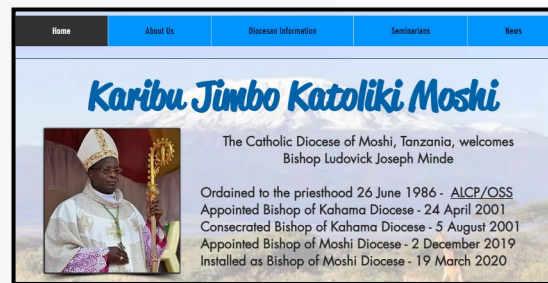 Home
About Us
Diocesan Information
Seminarians
News
Karibu Jimbo Katoliki Moshi
The Catholic Diocese of Moshi, Tanzania, welcomes
Bishop Ludovick Joseph Minde
Ordained to the priesthood 26 June 1986 - ALCP/OSS
Appointed Bishop of Kahama Diocese - 24 April 2001
Consecrated Bishop of Kahama Diocese - 5 August 2001
Appointed Bishop of Moshi Diocese - 2 December 2019
Installed as Bishop of Moshi Diocese - 19 March 2020